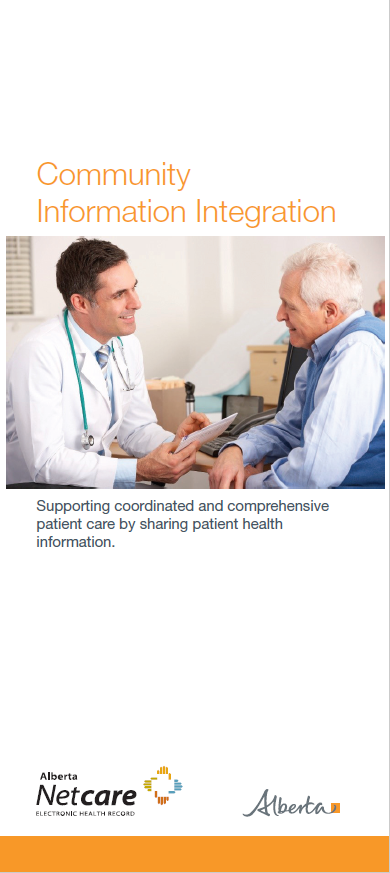 Community
Information Integration
Supporting coordinated and comprehensive
patient care by sharing patient health
information.
Alberta
Netcare
ELECTRONIC HEALTH RECORD
Alberta